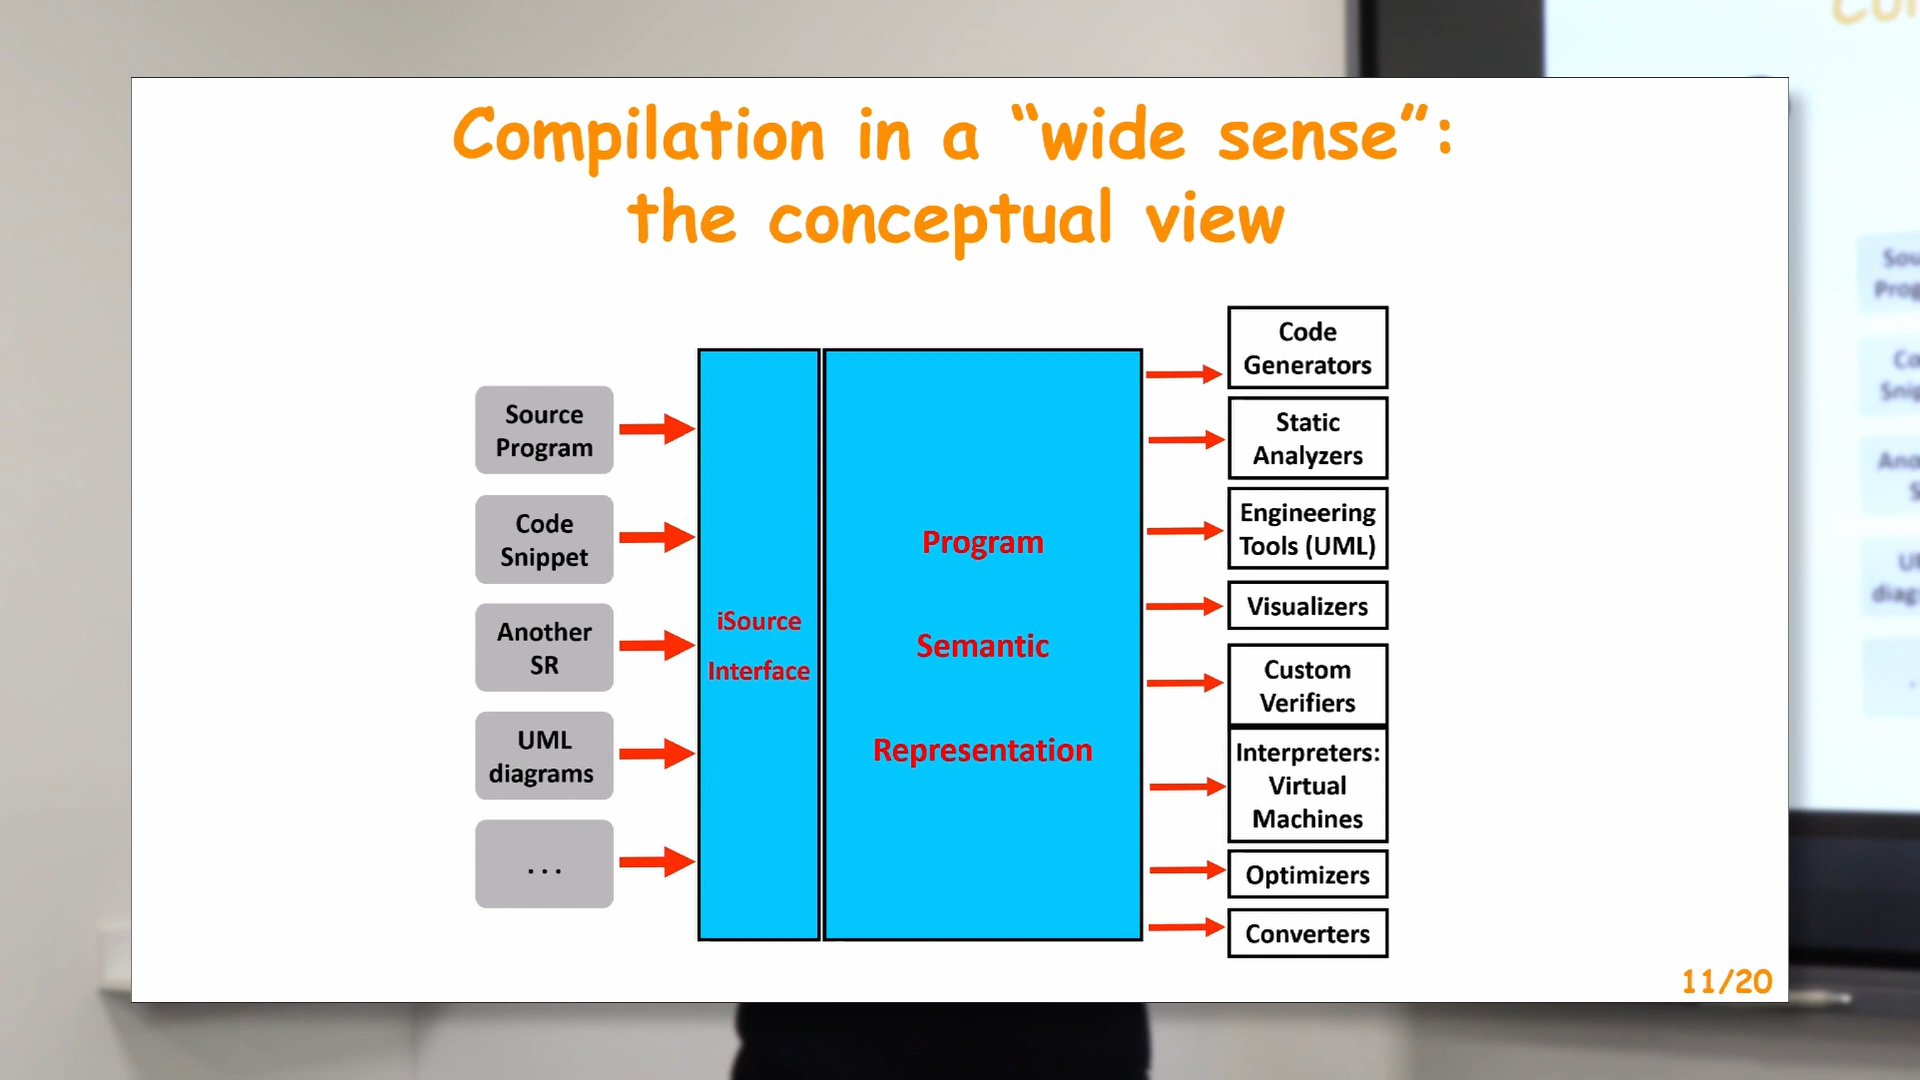 Compilation in a “wide sense”:
the conceptual view
Source
Program
Code
Snippet
Another
SR
UML
diagrams
...
iSource
Interface
Program
Semantic
Representation
Code
Generators
Static
Analyzers
Engineering
Tools (UML)
Visualizers
Custom
Verifiers
Interpreters:
Virtual
Machines
Optimizers
Converters
11/20